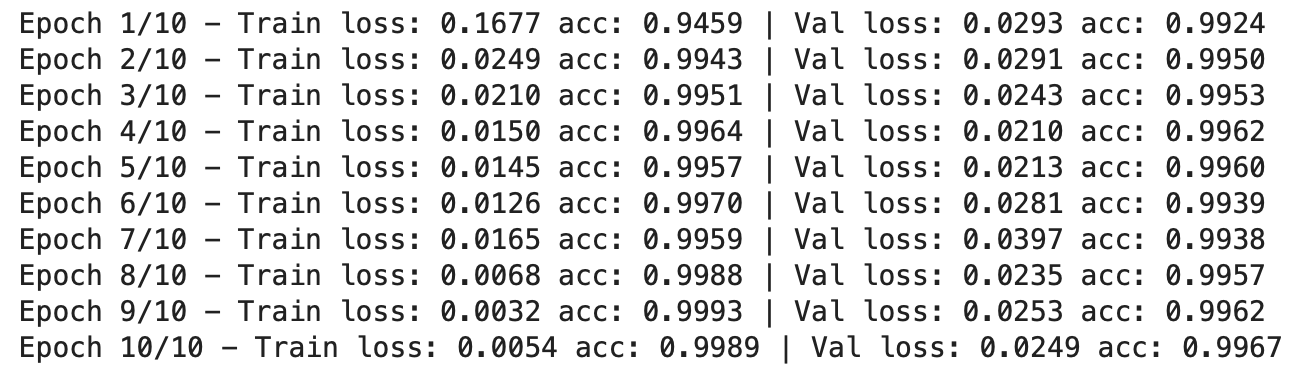 Epoch 1/10 – Train loss: 0.1677 acc: 0.9459 | Val loss: 0.0293 acc: 0.9924
Epoch 2/10 – Train loss: 0.0249 acc: 0.9943 | Val loss: 0.0291 acc: 0.9950
Epoch 3/10 – Train loss: 0.0210 acc: 0.9951 | Val loss: 0.0243 acc: 0.9953
Epoch 4/10 – Train loss: 0.0150 acc: 0.9964 | Val loss: 0.0210 acc: 0.9962
Epoch 5/10 – Train loss: 0.0145 acc: 0.9957 | Val loss: 0.0213 acc: 0.9960
Epoch 6/10 – Train loss: 0.0126 acc: 0.9970 | Val loss: 0.0281 acc: 0.9939
Epoch 7/10 – Train loss: 0.0165 acc: 0.9959 | Val loss: 0.0397 acc: 0.9938
Epoch 8/10 – Train loss: 0.0068 acc: 0.9988 | Val loss: 0.0235 acc: 0.9957
Epoch 9/10 – Train loss: 0.0032 acc: 0.9993 | Val loss: 0.0253 acc: 0.9962
Epoch 10/10 – Train loss: 0.0054 acc: 0.9989 | Val loss: 0.0249 acc: 0.9967